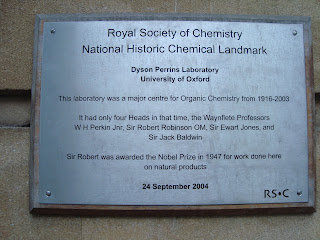 Royal Society of Chemistry
National Historic Chemical Landmark
Dyson Perrins Laboratory
University of Oxford
This laboratory was a major centre for Organic Chemistry from 1916-2003
It had only four Heads in that time, the Waynflete Professors
W H Perkin Jnr, Sir Robert Robinson OM, Sir Ewart Jones, and
Sir Jack Baldwin
Sir Robert was awarded the Nobel Prize in 1947 for work done here
on natural products
24 September 2004
RS•C